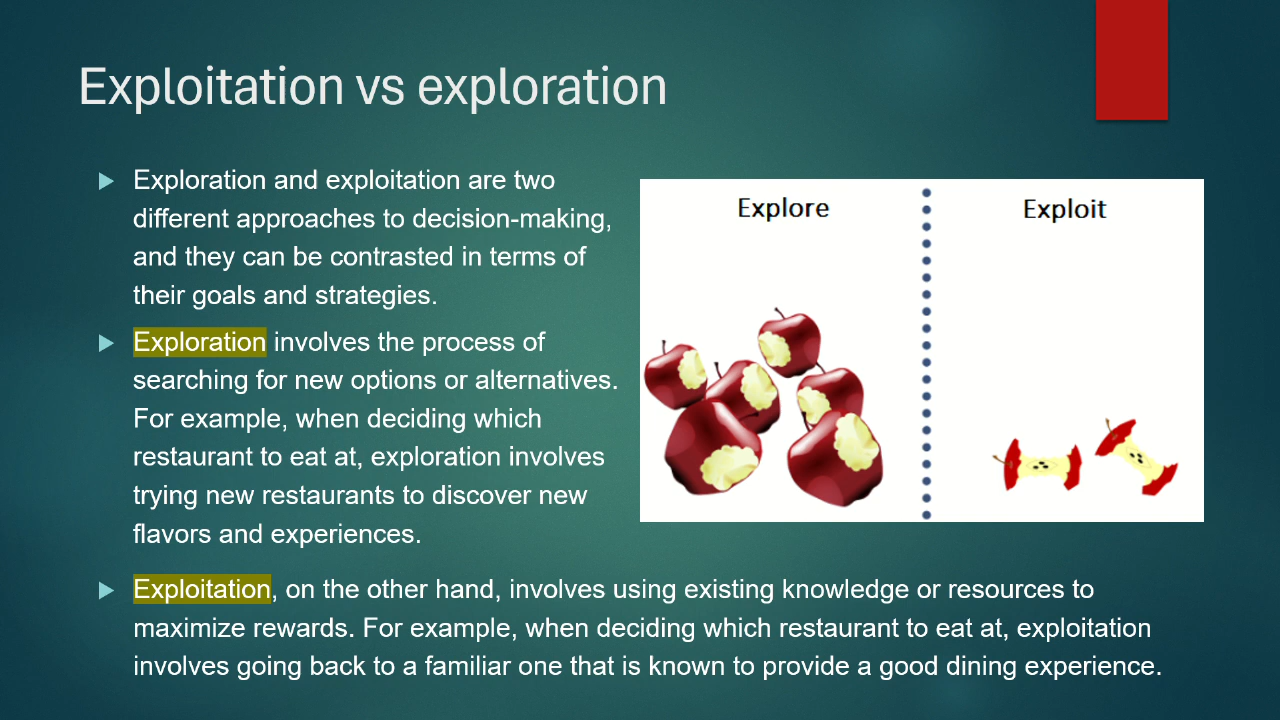 Exploitation vs exploration
Exploration and exploitation are two
different approaches to decision-making,
and they can be contrasted in terms of
their goals and strategies.
Exploration involves the process of
searching for new options or alternatives.
For example, when deciding which
restaurant to eat at, exploration involves
trying new restaurants to discover new
flavors and experiences.
Explore
Exploit
Exploitation, on the other hand, involves using existing knowledge or resources to
maximize rewards. For example, when deciding which restaurant to eat at, exploitation
involves going back to a familiar one that is known to provide a good dining experience.